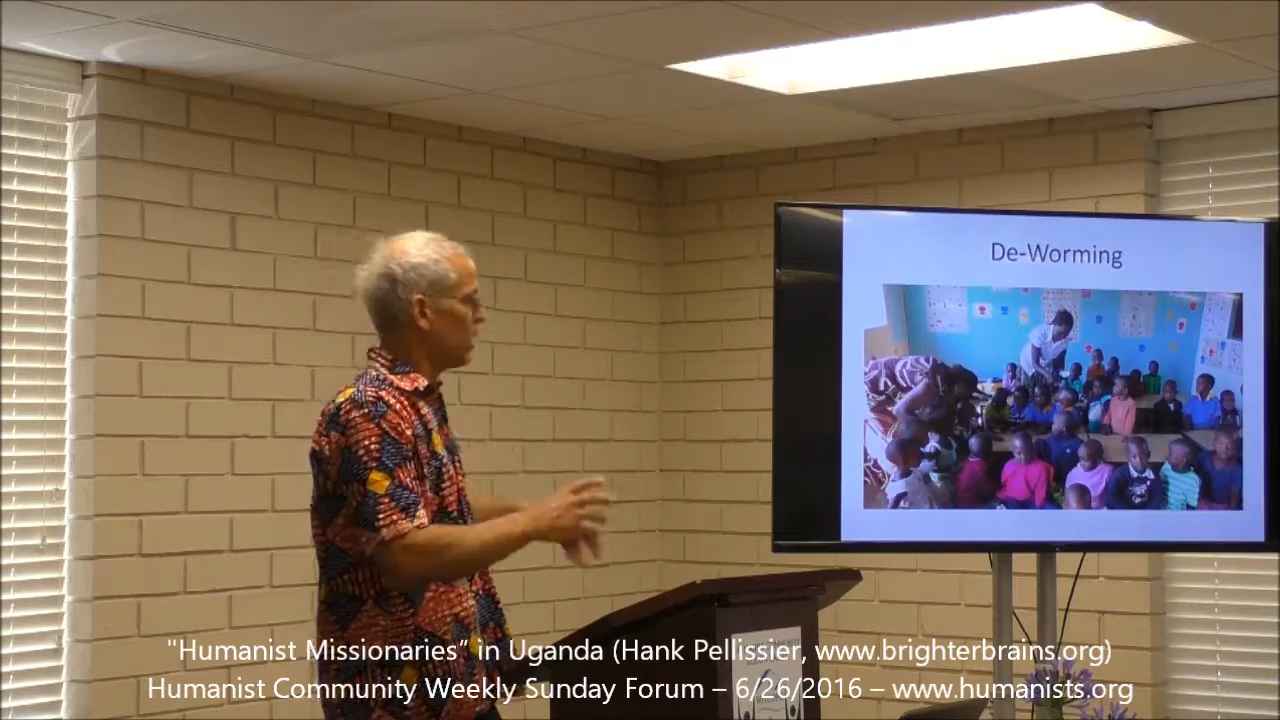 De-Worming
"Humanist Missionaries” in Uganda (Hank Pellissier, www.brighterbrains.org)
Humanist Community Weekly Sunday Forum – 6/26/2016 – www.humanists.org